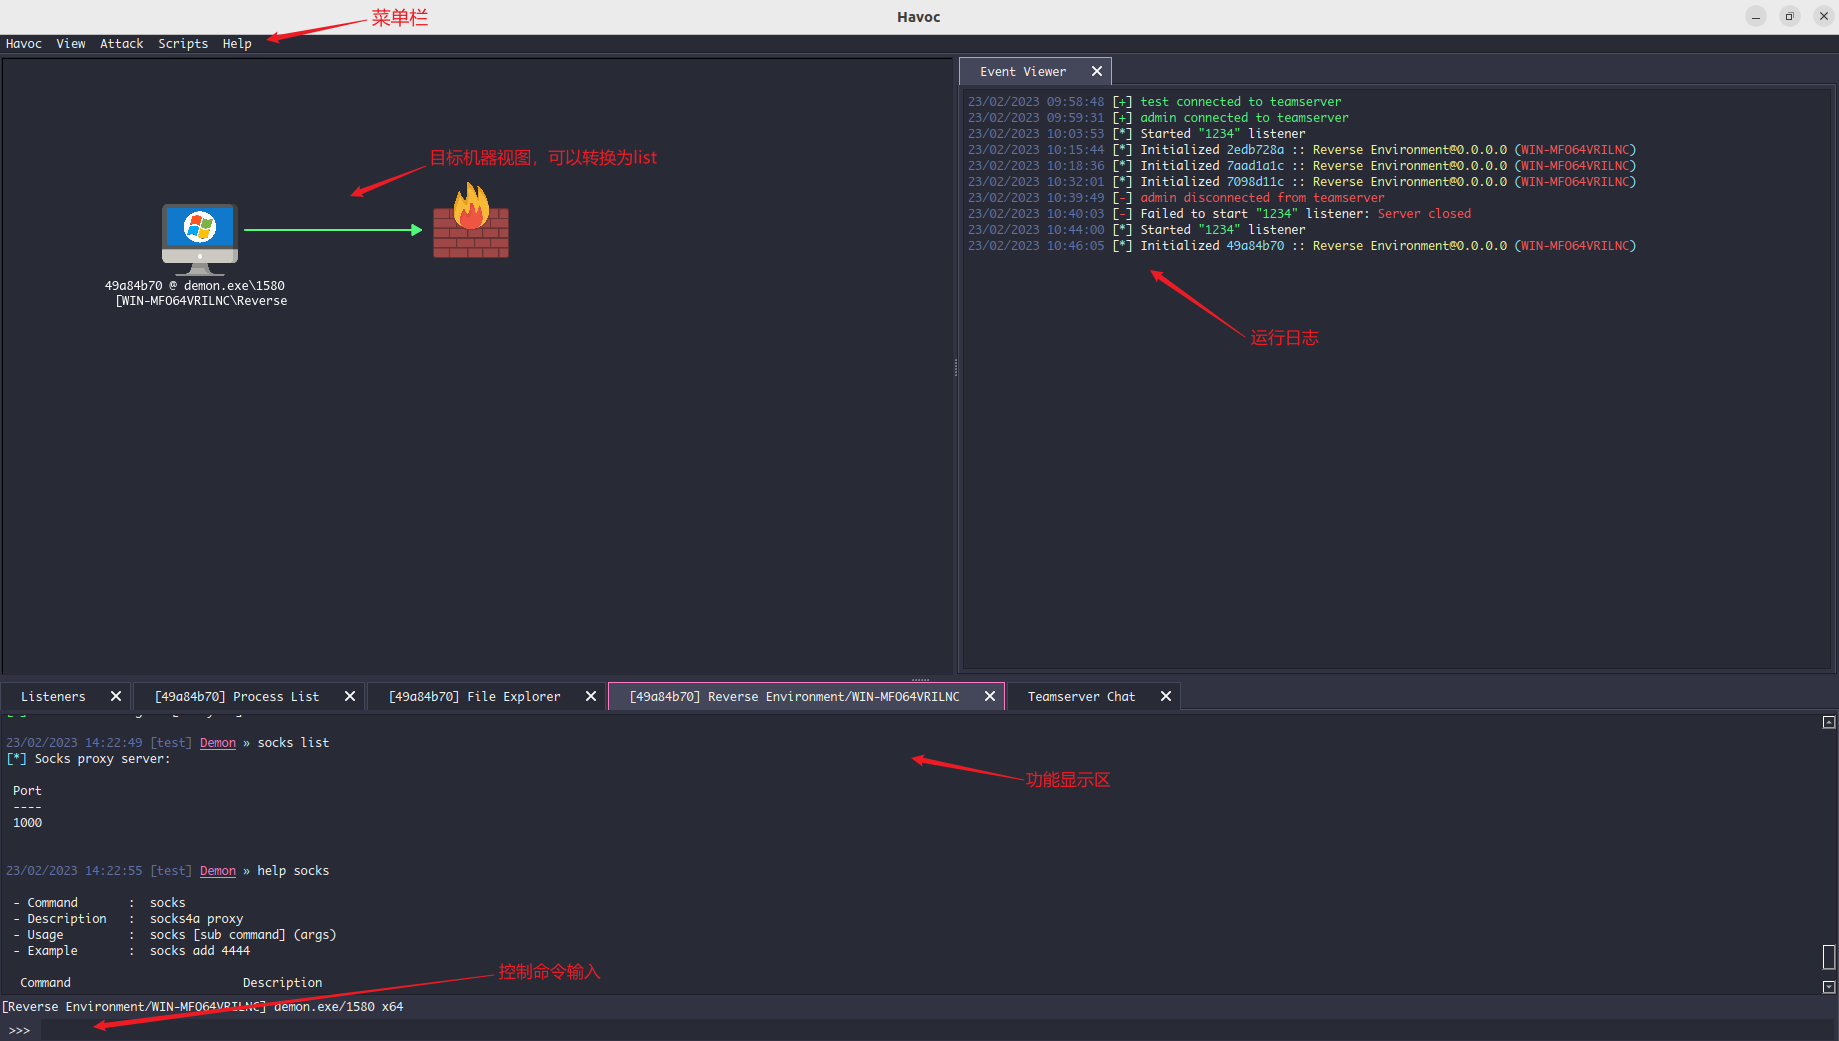 Havoc
菜单栏
Havoc View Attack Scripts Help
目标机器视图，可以转换为list
49a84b70 @ demon.exe\1580
[WIN-MFO64VRILNC\Reverse
Event Viewer
23/02/2023 09:58:48 [+] test connected to teamserver
23/02/2023 09:59:31 [+] admin connected to teamserver
23/02/2023 10:03:53 [*] Started "1234" listener
23/02/2023 10:15:44 [*] Initialized 2edb728a :: Reverse Environment@0.0.0.0 (WIN-MFO64VRILNC)
23/02/2023 10:18:36 [*] Initialized 7aad1a1c :: Reverse Environment@0.0.0.0 (WIN-MFO64VRILNC)
23/02/2023 10:32:01 [*] Initialized 7098d11c :: Reverse Environment@0.0.0.0 (WIN-MFO64VRILNC)
23/02/2023 10:39:49 [-] admin disconnected from teamserver
23/02/2023 10:40:03 [-] Failed to start "1234" listener: Server closed
23/02/2023 10:44:00 [*] Started "1234" listener
23/02/2023 10:46:05 [*] Initialized 49a84b70 :: Reverse Environment@0.0.0.0 (WIN-MFO64VRILNC)
运行日志
Listeners [49a84b70] Process List [49a84b70] File Explorer [49a84b70] Reverse Environment/WIN-MFO64VRILNC Teamserver Chat
23/02/2023 14:22:49 [test] Demon » socks list
[*] Socks proxy server:
功能显示区
Port
----
1000
23/02/2023 14:22:55 [test] Demon » help socks
- Command : socks
- Description : socks4a proxy
- Usage : socks [sub command] (args)
- Example : socks add 4444
控制命令输入
Command Description
[Reverse Environment/WIN-MFO64VRILNC] demon.exe/1580 x64
>>>